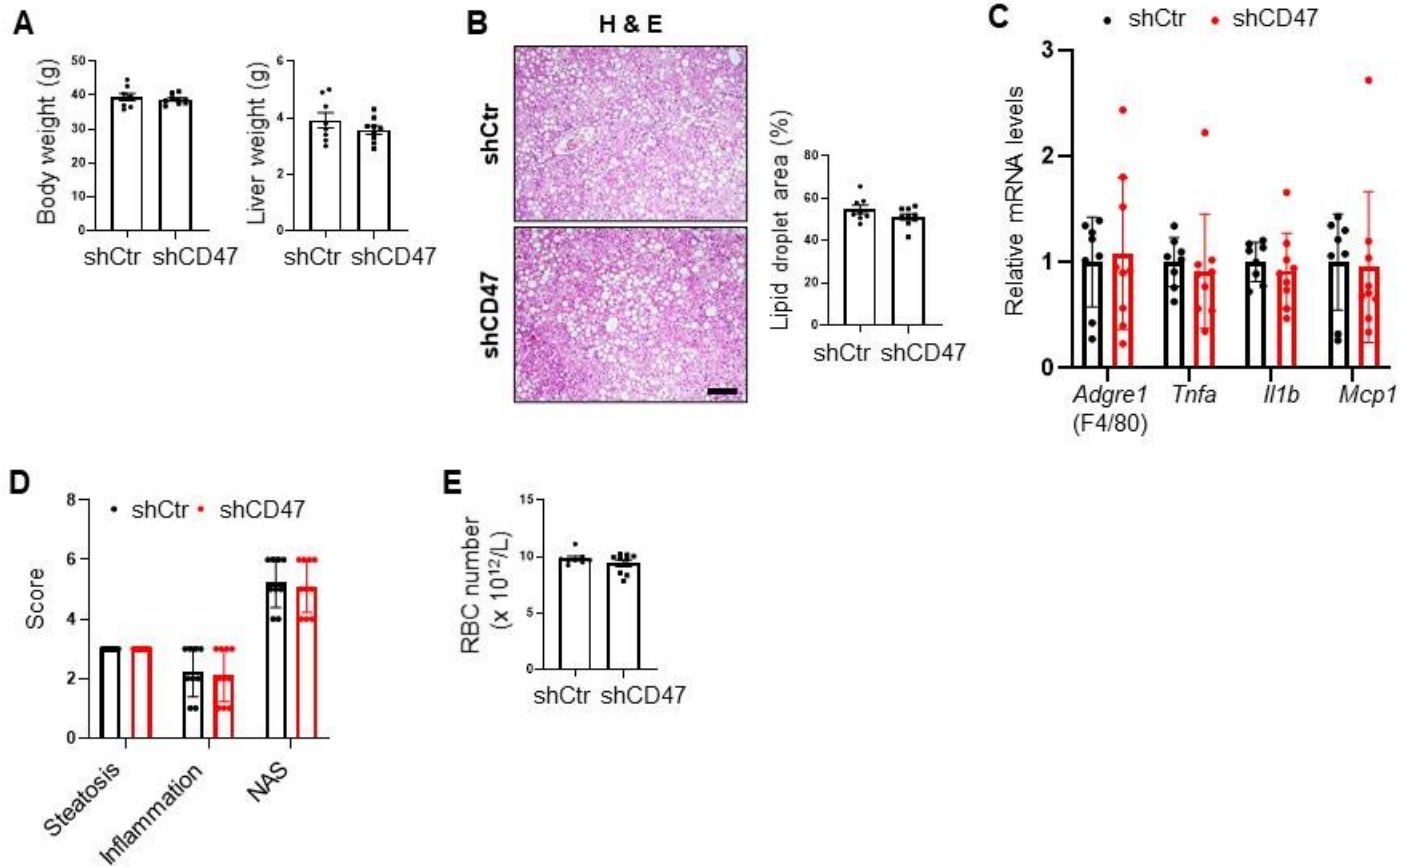 A
Body weight (g)
50
40
30
20
10
0
shCtr shCD47
Liver weight (g)
6
4
2
0
shCtr shCD47
B
H & E
shCtr
shCD47
Lipid droplet area (%)
80
60
40
20
0
shCtr shCD47
C
shCtr shCD47
Relative mRNA levels
3
2
1
0
Adgre1 Tnfa Il1b Mcp1
(F4/80)
D
shCtr shCD47
Score
8
6
4
2
0
Steatosis
Inflammation
NAS
E
RBC number
(x 10¹²/L)
15
10
5
0
shCtr shCD47